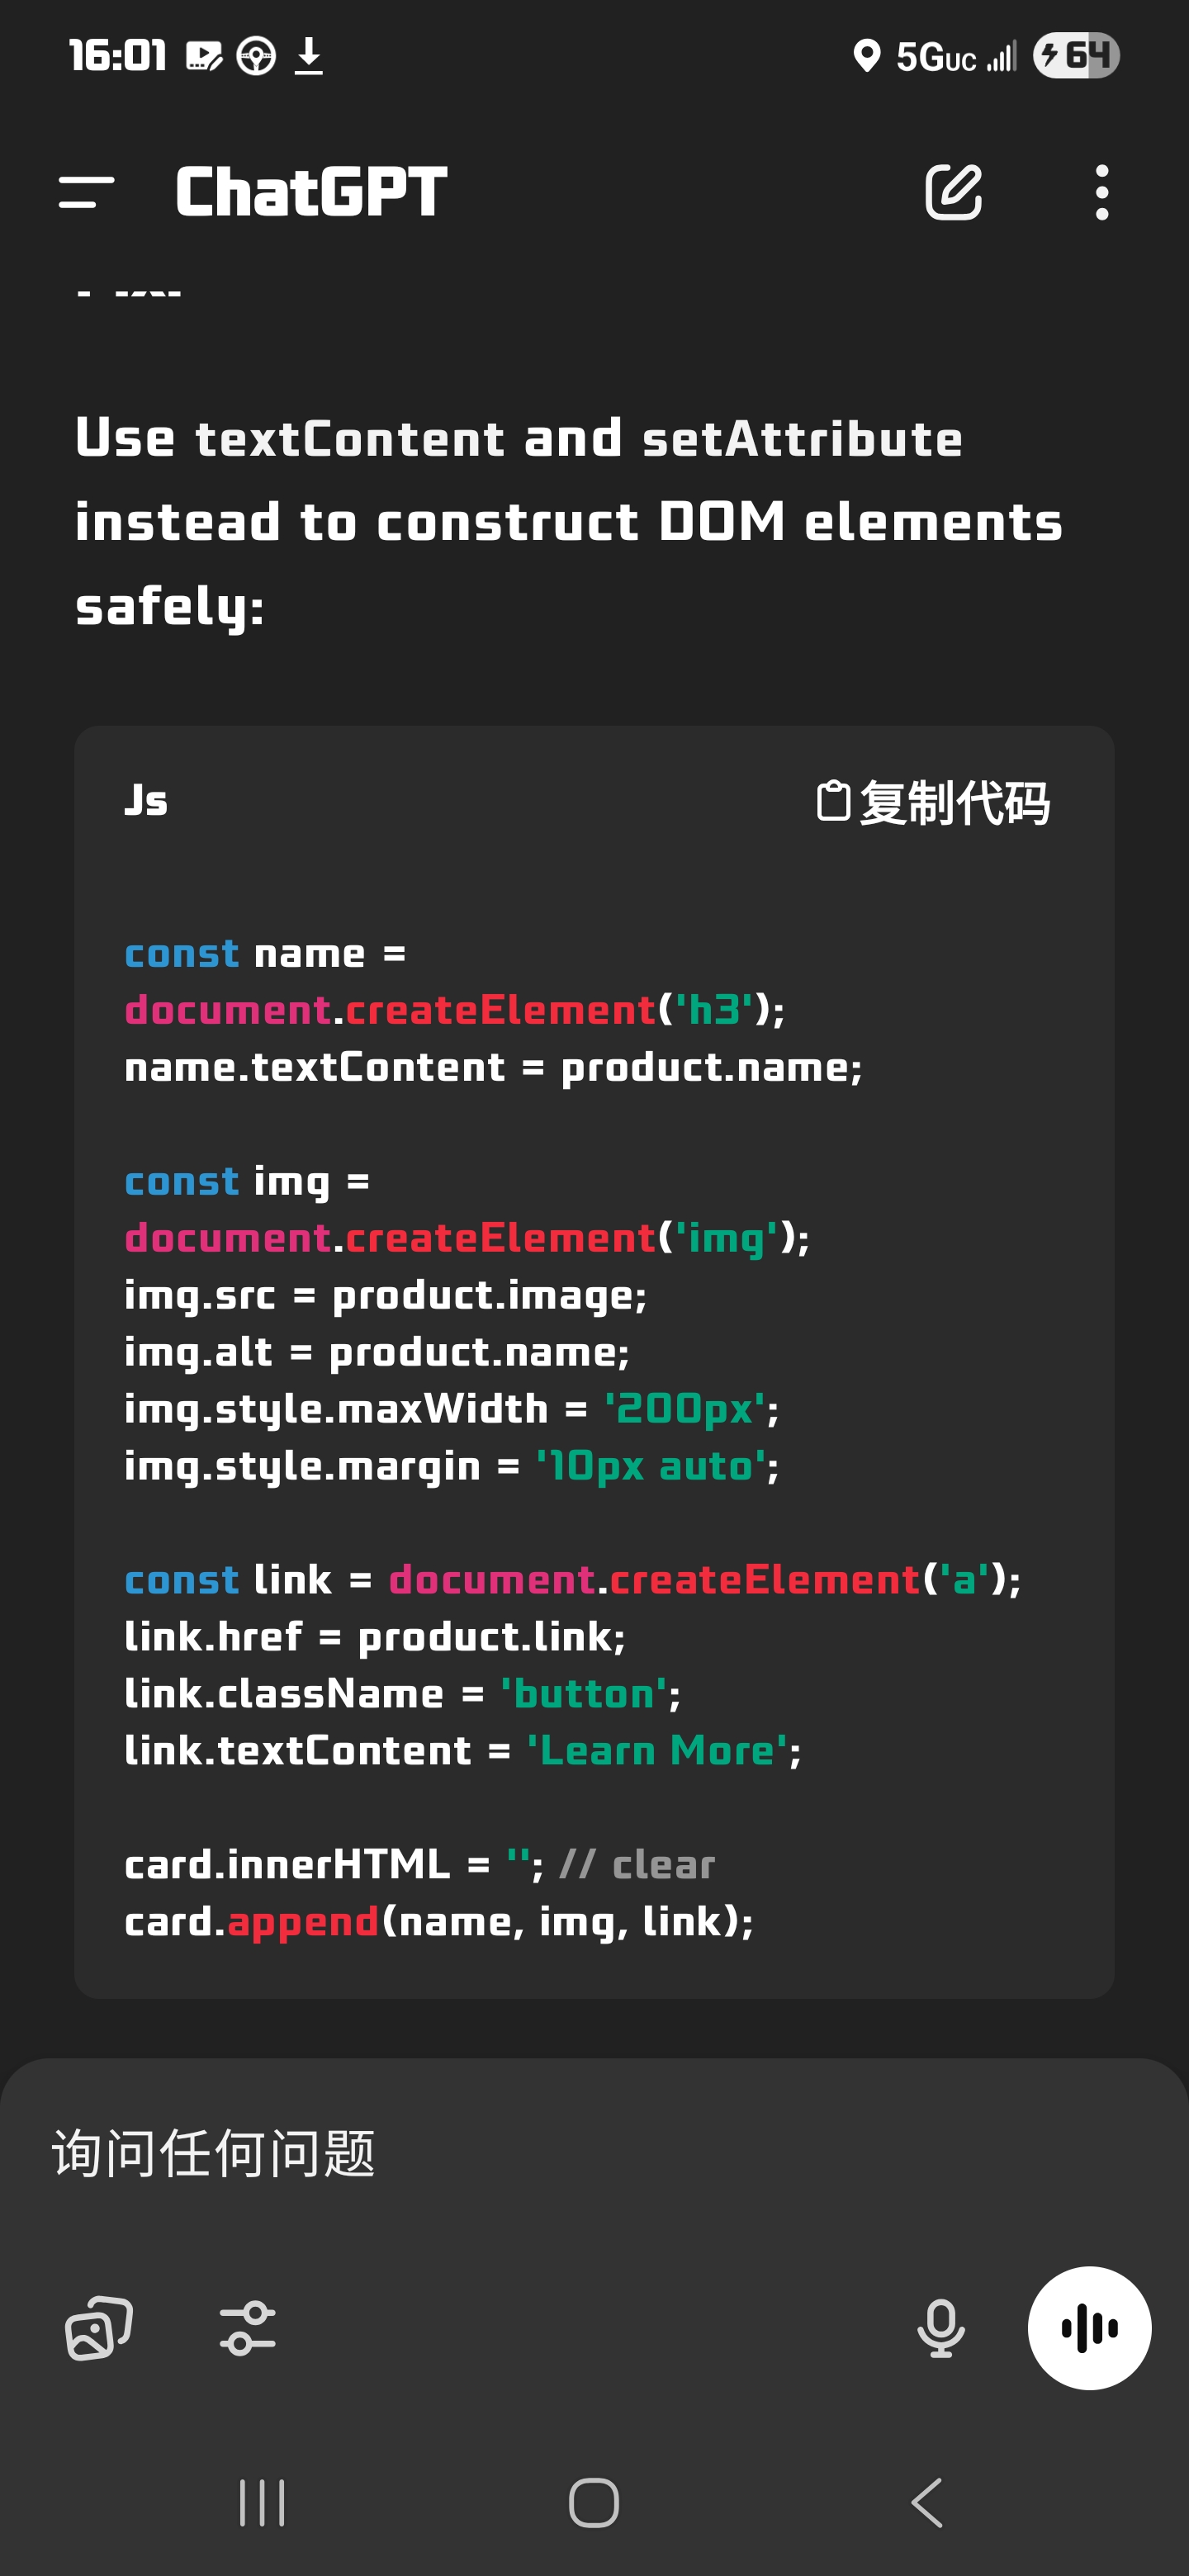 16:01
5GUC
64
ChatGPT
Use textContent and setAttribute
instead to construct DOM elements
safely:
Js
复制代码
const name =
document.createElement('h3');
name.textContent = product.name;
const img =
document.createElement('img');
img.src = product.image;
img.alt = product.name;
img.style.maxWidth = '200px';
img.style.margin = '10px auto';
const link = document.createElement('a');
link.href = product.link;
link.className = 'button';
link.textContent = 'Learn More';
card.innerHTML = ''; // clear
card.append(name, img, link);
询问任何问题